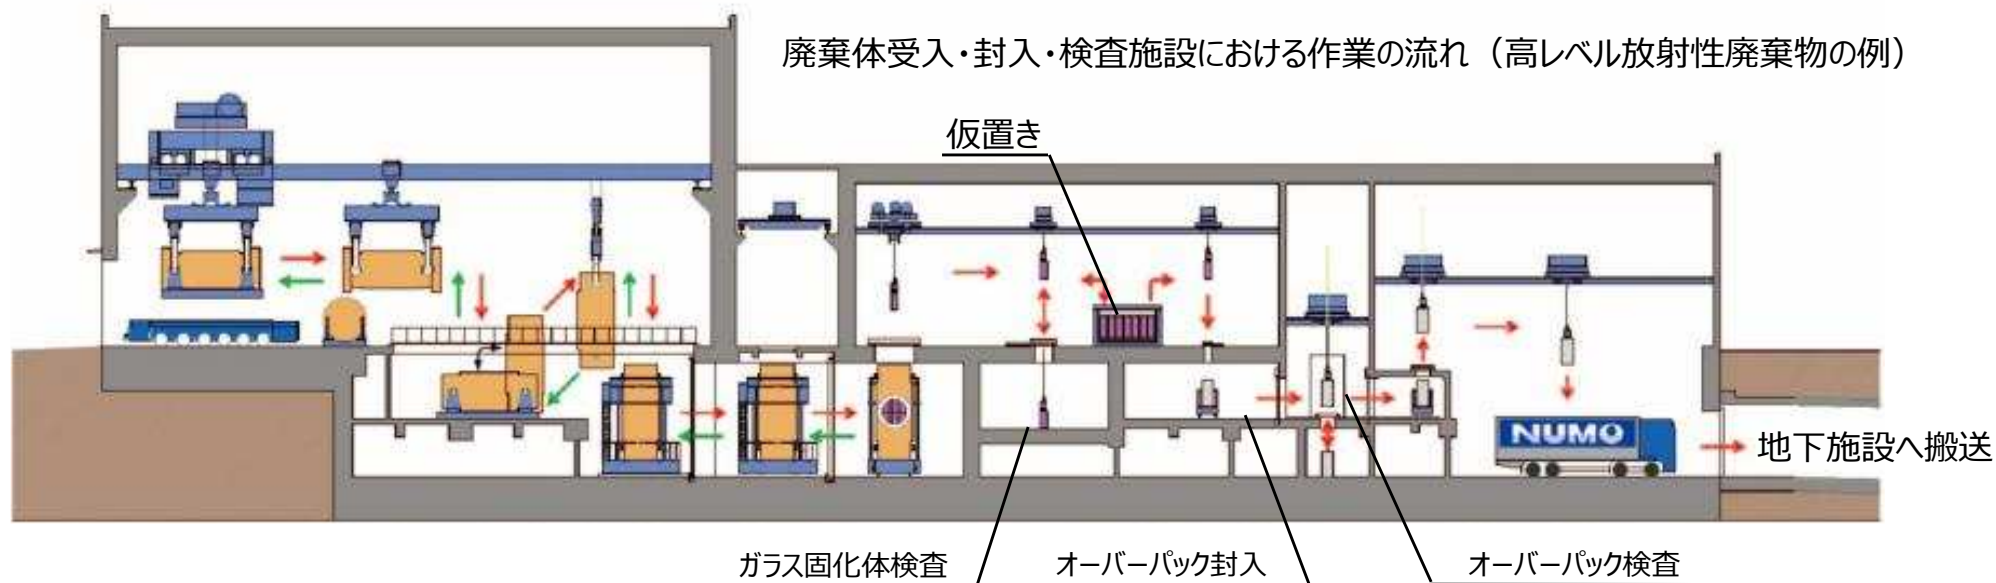 廃棄体受入・封入・検査施設における作業の流れ（高レベル放射性廃棄物の例）
仮置き
NUMO
地下施設へ搬送
ガラス固化体検査
オーバーパック封入
オーバーパック検査